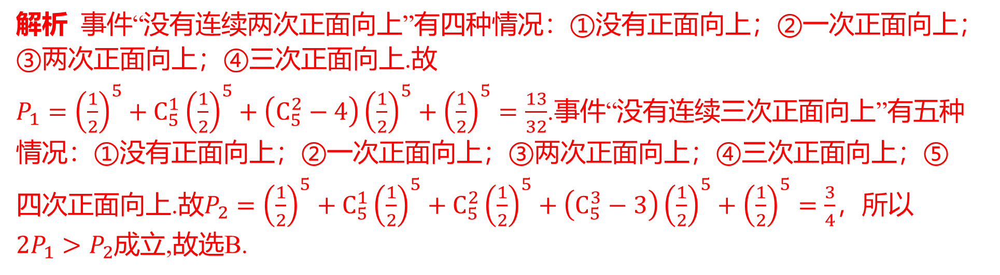 解析 事件“没有连续两次正面向上”有四种情况：①没有正面向上；②一次正面向上；
③两次正面向上；④三次正面向上.故
$P_1=\left(\frac{1}{2}\right)^5+\mathrm{C}_5^1\left(\frac{1}{2}\right)^5+\left(\mathrm{C}_5^2-4\right)\left(\frac{1}{2}\right)^5+\left(\frac{1}{2}\right)^5=\frac{13}{32}$.事件“没有连续三次正面向上”有五种
情况：①没有正面向上；②一次正面向上；③两次正面向上；④三次正面向上；⑤
四次正面向上.故$P_2=\left(\frac{1}{2}\right)^5+\mathrm{C}_5^1\left(\frac{1}{2}\right)^5+\mathrm{C}_5^2\left(\frac{1}{2}\right)^5+\left(\mathrm{C}_5^3-3\right)\left(\frac{1}{2}\right)^5+\left(\frac{1}{2}\right)^5=\frac{3}{4}$，所以
$2P_1>P_2$成立,故选B.